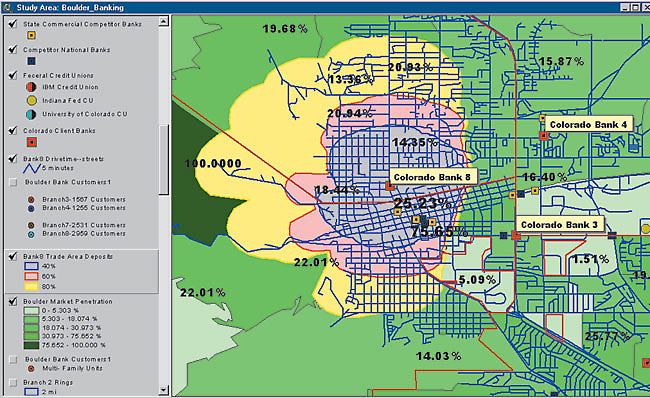 Study Area: Boulder_Banking
State Commercial Competitor Banks
Competitor National Banks
Federal Credit Unions
IBM Credit Union
Indiana Fed CU
University of Colorado CU
Colorado Client Banks
Bank8 Drivetime--streets
5 minutes
Boulder Bank Customers1
Branch3-1587 Customers
Branch4-1255 Customers
Branch7-2531 Customers
Branch8-2959 Customers
Bank8 Trade Area Deposits
40%
60%
80%
Boulder Market Penetration
0 - 5.303 %
5.303 - 18.074 %
18.074 - 30.973 %
30.973 - 75.652 %
75.652 - 100.000 %
Boulder Bank Customers1
Multi- Family Units
Branch 2 Rings
2 mi
19.68 %
20.93 %
15.87%
13.36%
20.94 %
Colorado Bank 4
14.35%
100.0000
Colorado Bank 8
16.40%
18.44%
25.23%
Colorado Bank 3
75.65%
22.01%
1.51%
5.09%
19.
22.01 %
25.77%
14.03 %